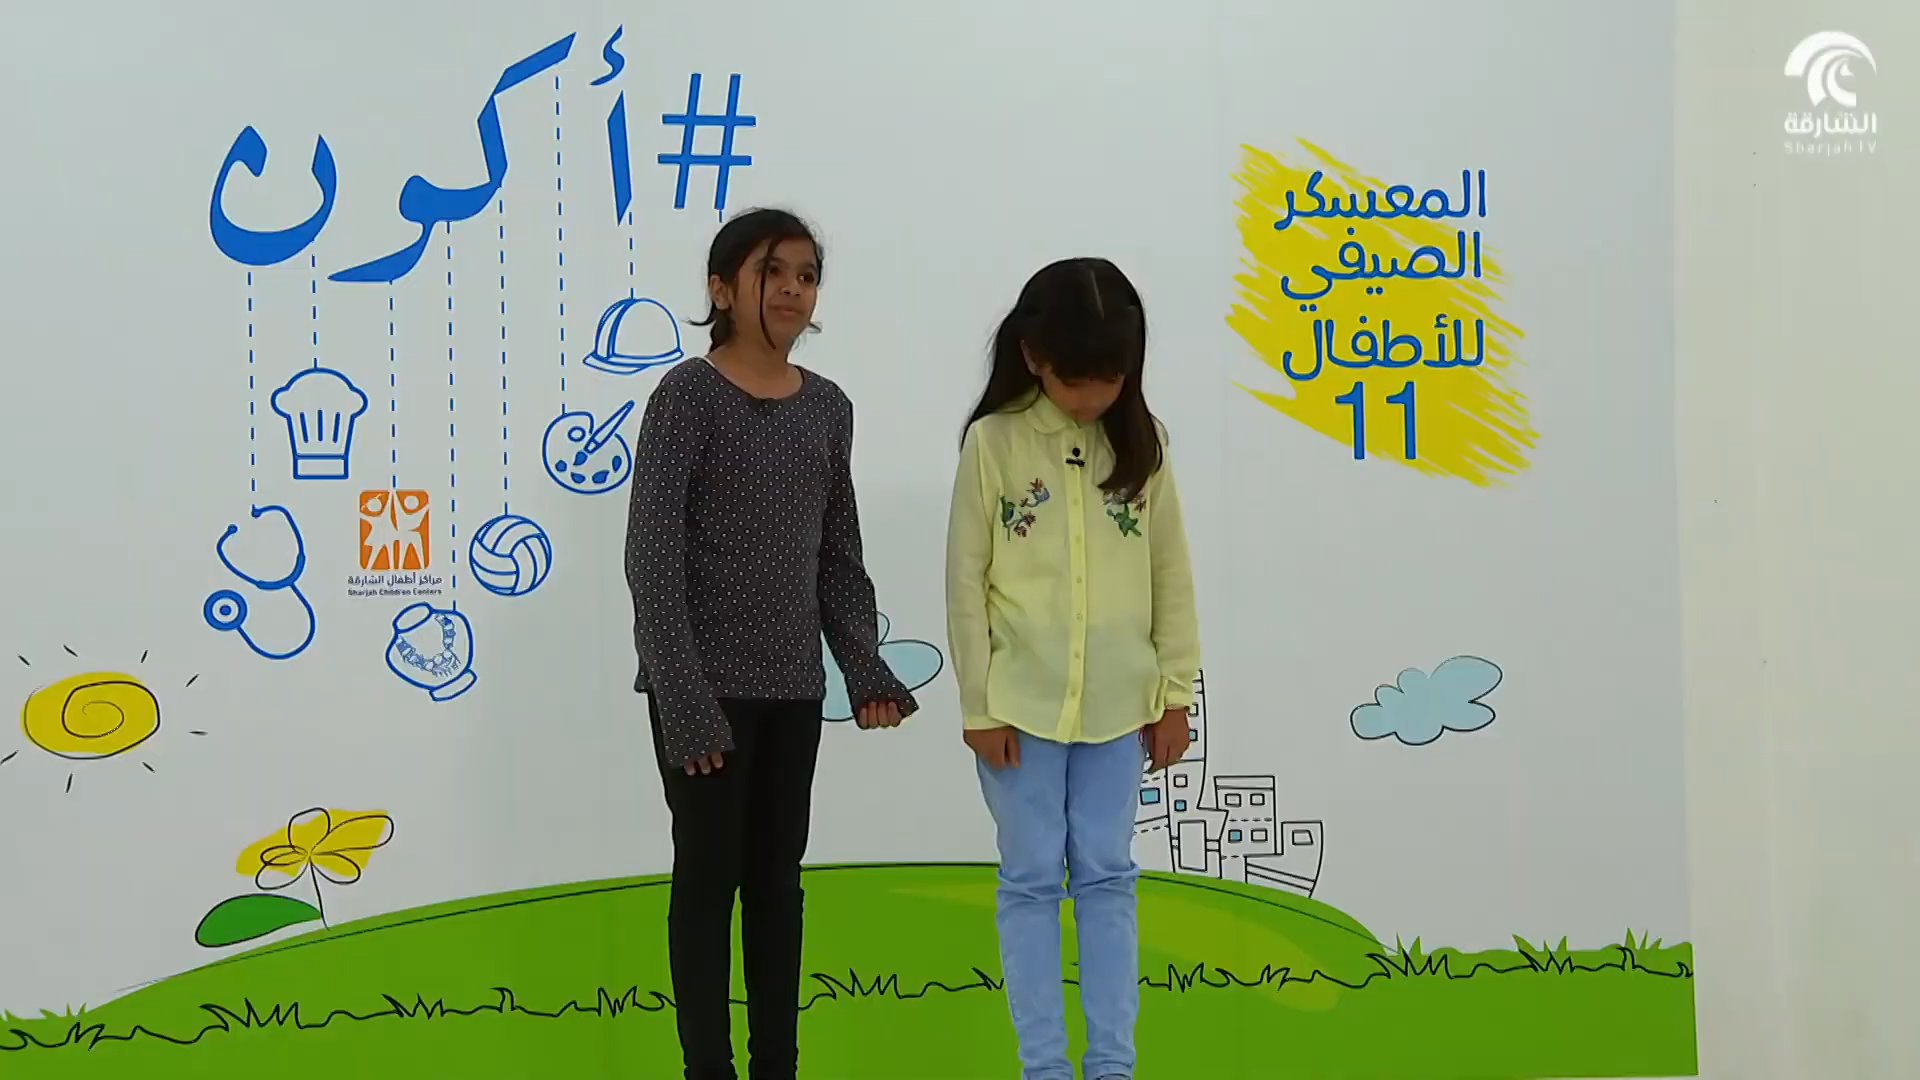 #أكون
المعسكر
الصيفي
للأطفال
11
الشارقة
Sharjah TV
مراكز أطفال الشارقة
Sharjah Children Centers